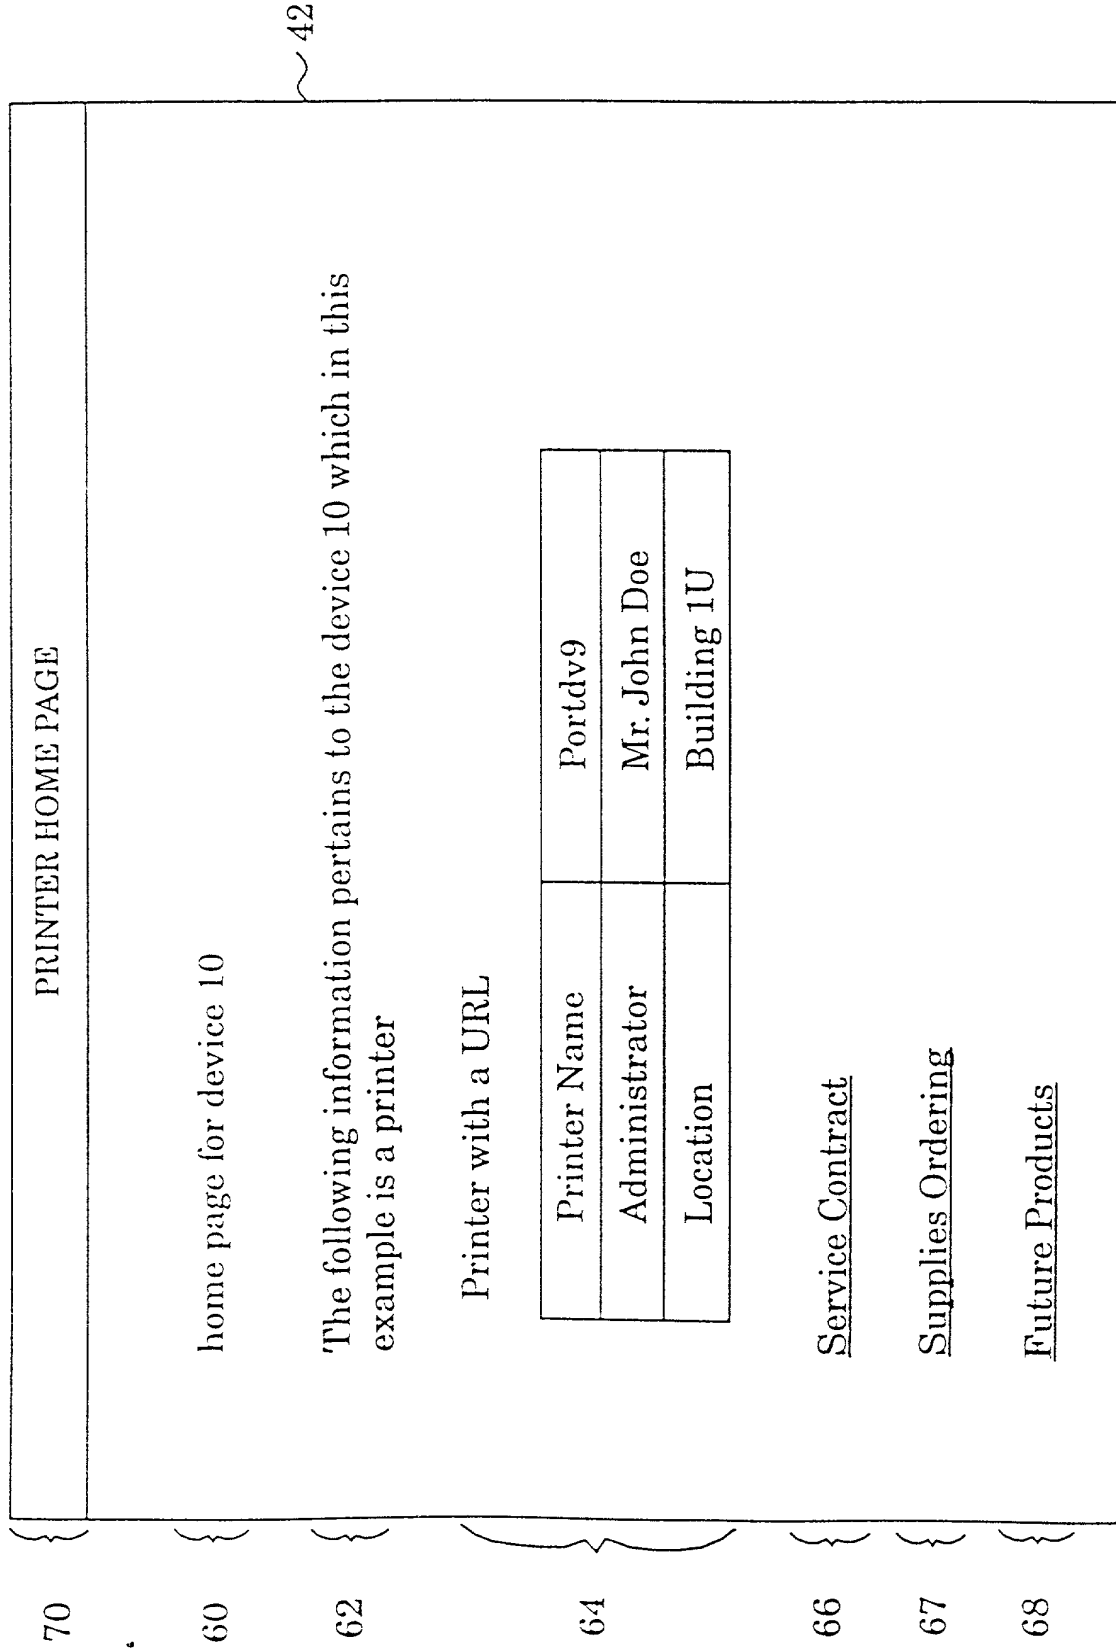 70 PRINTER HOME PAGE
60 home page for device 10
42
62 The following information pertains to the device 10 which in this
example is a printer
Printer with a URL
64
Printer Name Portdv9
Administrator Mr. John Doe
Location Building 1U
66 Service Contract
67 Supplies Ordering
68 Future Products